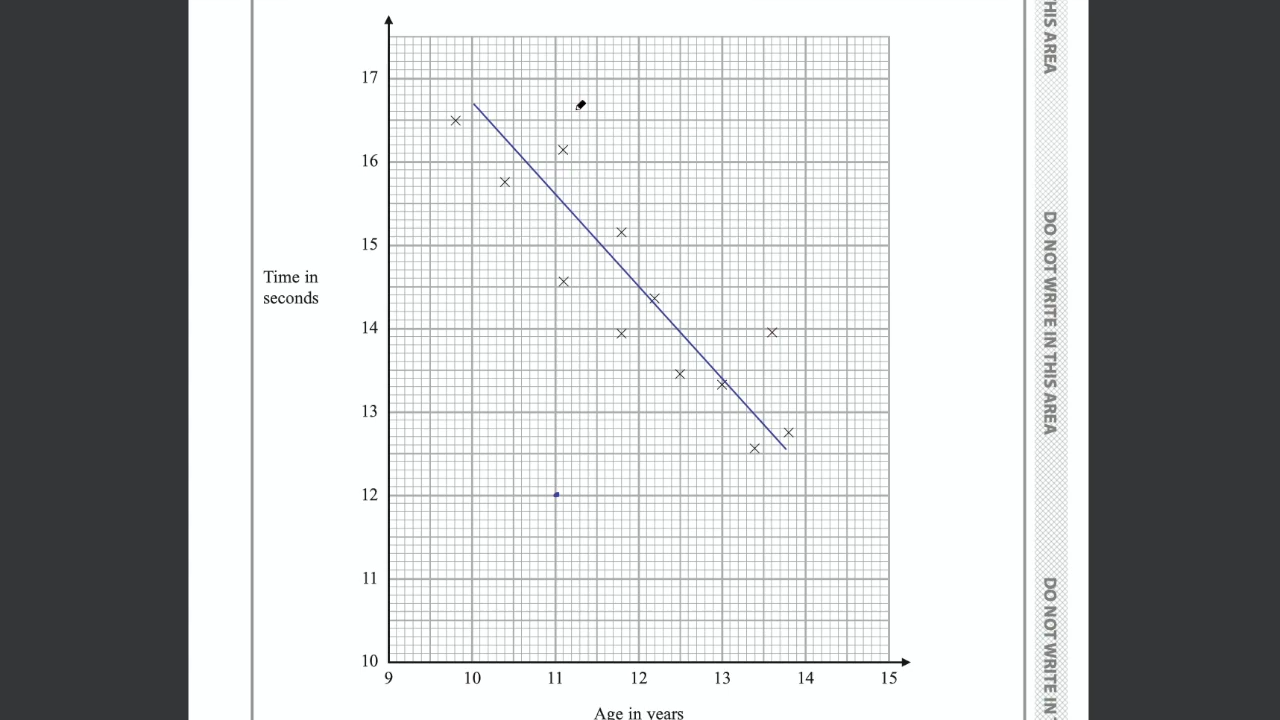 THIS AREA
17
16
15
Time in
seconds
14
DO NOT WRITE IN THIS AREA
13
12
11
10
9 10 11 12 13 14 15
Age in years
DO NOT WRITE IN